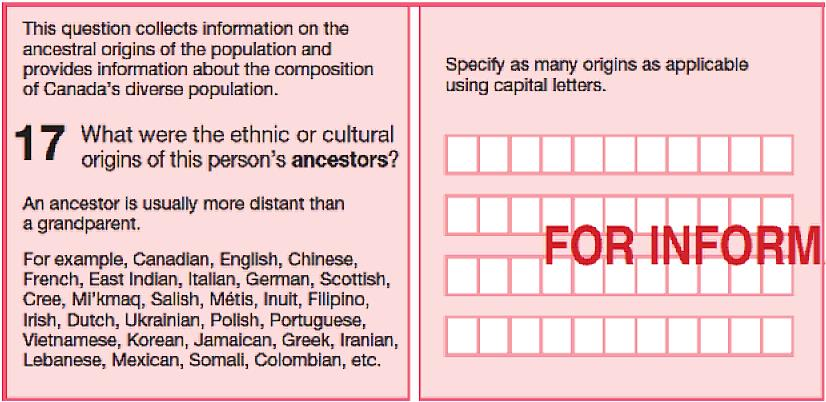 This question collects information on the
ancestral origins of the population and
provides information about the composition
of Canada's diverse population.
17 What were the ethnic or cultural
origins of this person's ancestors?
An ancestor is usually more distant than
a grandparent.
For example, Canadian, English, Chinese,
French, East Indian, Italian, German, Scottish,
Cree, Mi'kmaq, Salish, Métis, Inuit, Filipino,
Irish, Dutch, Ukrainian, Polish, Portuguese,
Vietnamese, Korean, Jamaican, Greek, Iranian,
Lebanese, Mexican, Somali, Colombian, etc.
Specify as many origins as applicable
using capital letters.
FOR INFORM